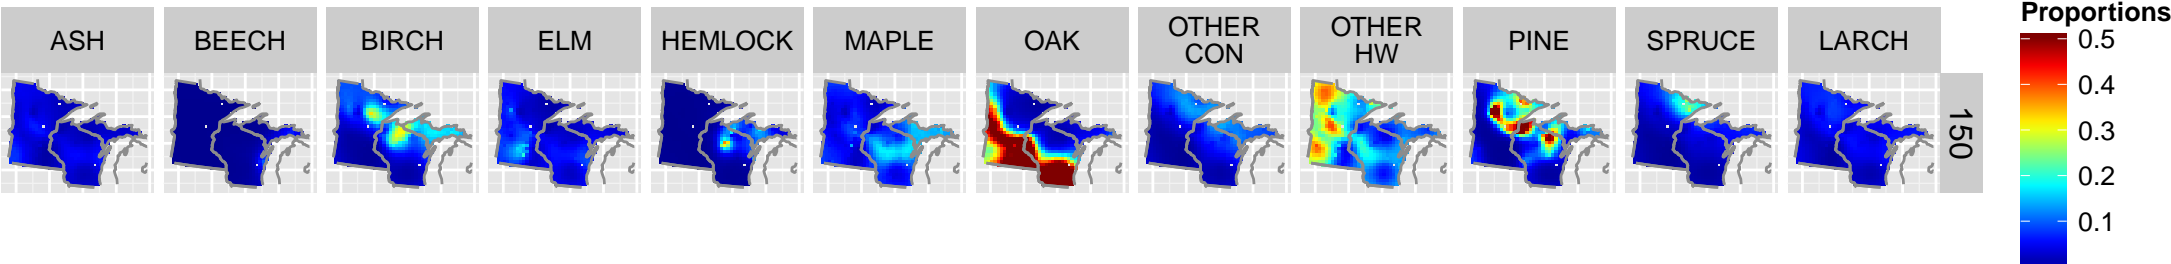 ASH
BEECH
BIRCH
ELM
HEMLOCK
MAPLE
OAK
OTHER
CON
OTHER
HW
PINE
SPRUCE
LARCH
150
Proportions
0.5
0.4
0.3
0.2
0.1